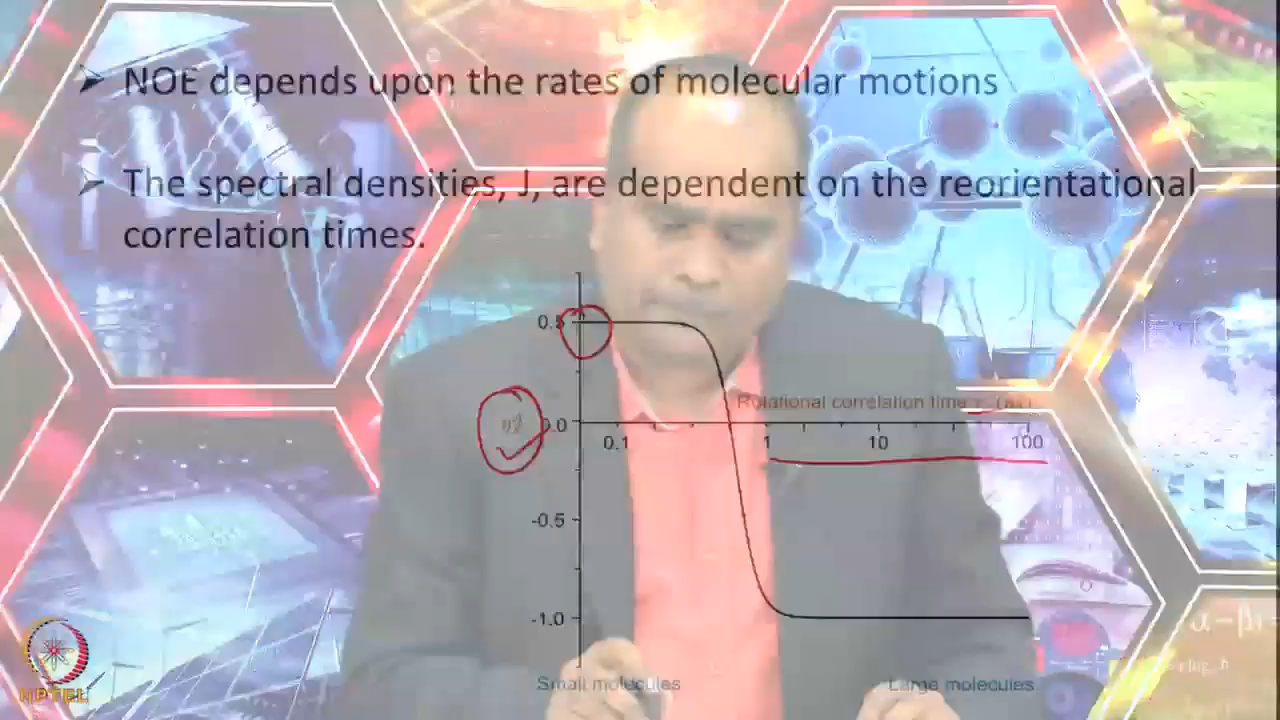 ➤ NOE depends upon the rates of molecular motions
➤ The spectral densities, J, are dependent on the reorientational
correlation times.
0.5
Rotational correlation time
0.0
0.1 1 10 100
-0.5
-1.0
Small molecules Large molecules
NPTEL